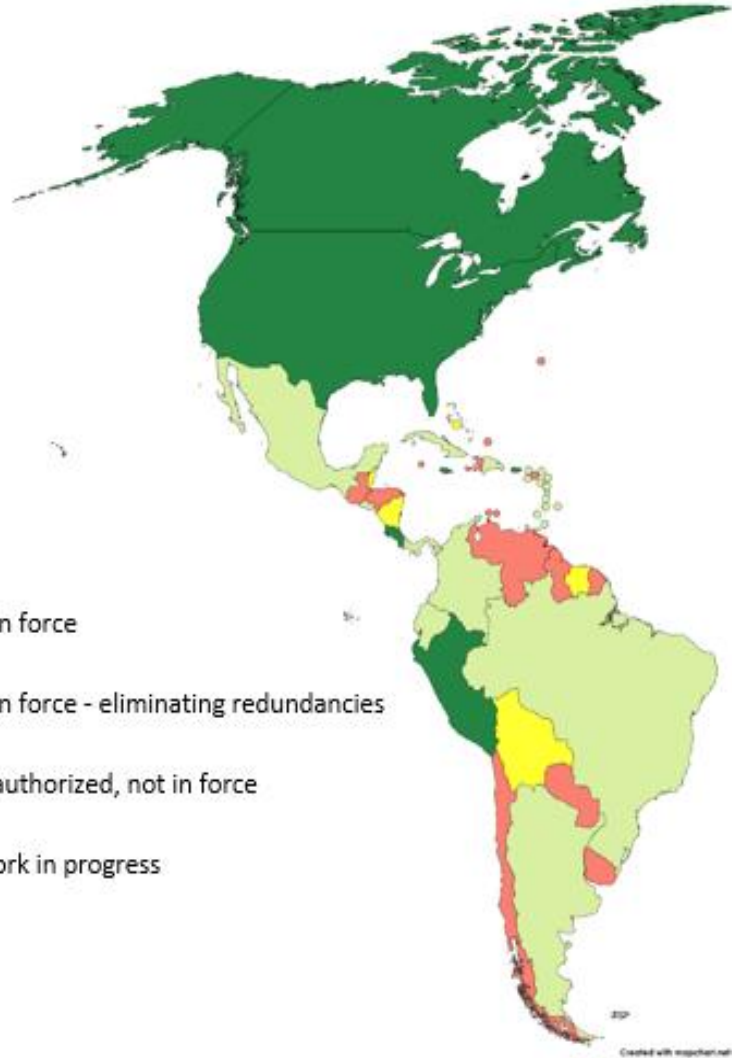 n force
n force - eliminating redundancies
authorized, not in force
ork in progress
Created with mapchart.net